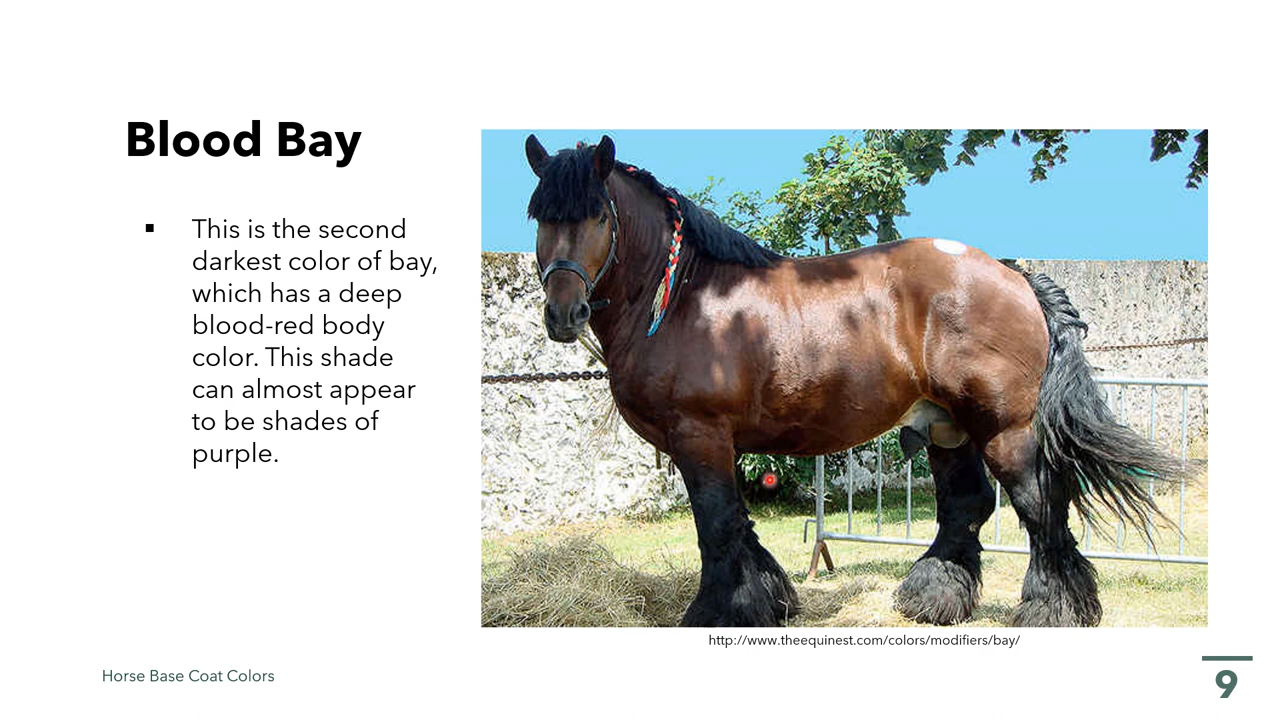 Blood Bay
▪ This is the second
darkest color of bay,
which has a deep
blood-red body
color. This shade
can almost appear
to be shades of
purple.
http://www.theequinest.com/colors/modifiers/bay/
Horse Base Coat Colors
9